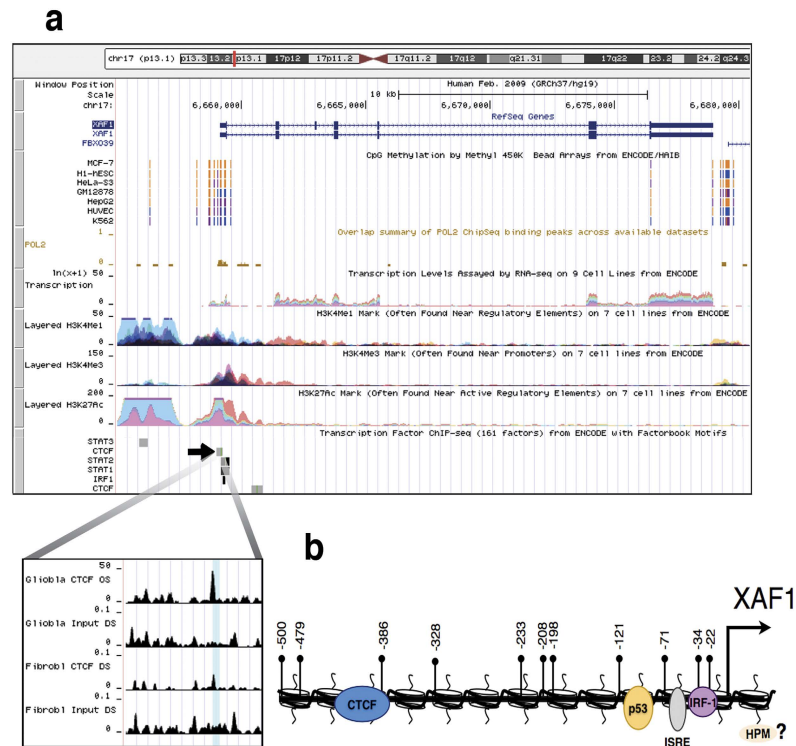 a
chr17 (p13.1) p13.3 13.2 p13.1 17p12 17p11.2 17q11.2 17q12 q21.31 17q22 23.2 24.2 q24.3
Window Position Human Feb. 2009 (GRCh37/hg19)
Scale 10 kb
chr17: 6,660,000 6,665,000 6,670,000 6,675,000 6,680,000
RefSeq Genes
XAF1
XAF1
FBXO39
CpG Methylation by Methyl 450K Bead Arrays from ENCODE/HAIB
MCF-7
H1-hESC
HeLa-S3
GM12878
HepG2
HUVEC
K562
Overlap summary of POL2 ChipSeq binding peaks across available datasets
1
POL2
0
Transcription Levels Assayed by RNA-seq on 9 Cell Lines from ENCODE
ln(x+1) 50
Transcription
0
H3K4Me1 Mark (Often Found Near Regulatory Elements) on 7 cell lines from ENCODE
50
Layered H3K4Me1
0
H3K4Me3 Mark (Often Found Near Promoters) on 7 cell lines from ENCODE
150
Layered H3K4Me3
0
H3K27Ac Mark (Often Found Near Active Regulatory Elements) on 7 cell lines from ENCODE
200
Layered H3K27Ac
0
Transcription Factor ChIP-seq (161 factors) from ENCODE with Factorbook Motifs
STAT3
CTCF
STAT2
STAT1
IRF1
CTCF
50
Gliobla CTCF OS
0
0.1
Gliobla Input DS
0
0.1
Fibrobl CTCF DS
0
0.1
Fibrobl Input DS
0
b
XAF1
-500 -479 -386 -328 -233 -208 -198 -121 -71 -34 -22
CTCF p53 IRF-1
ISRE
HPM ?